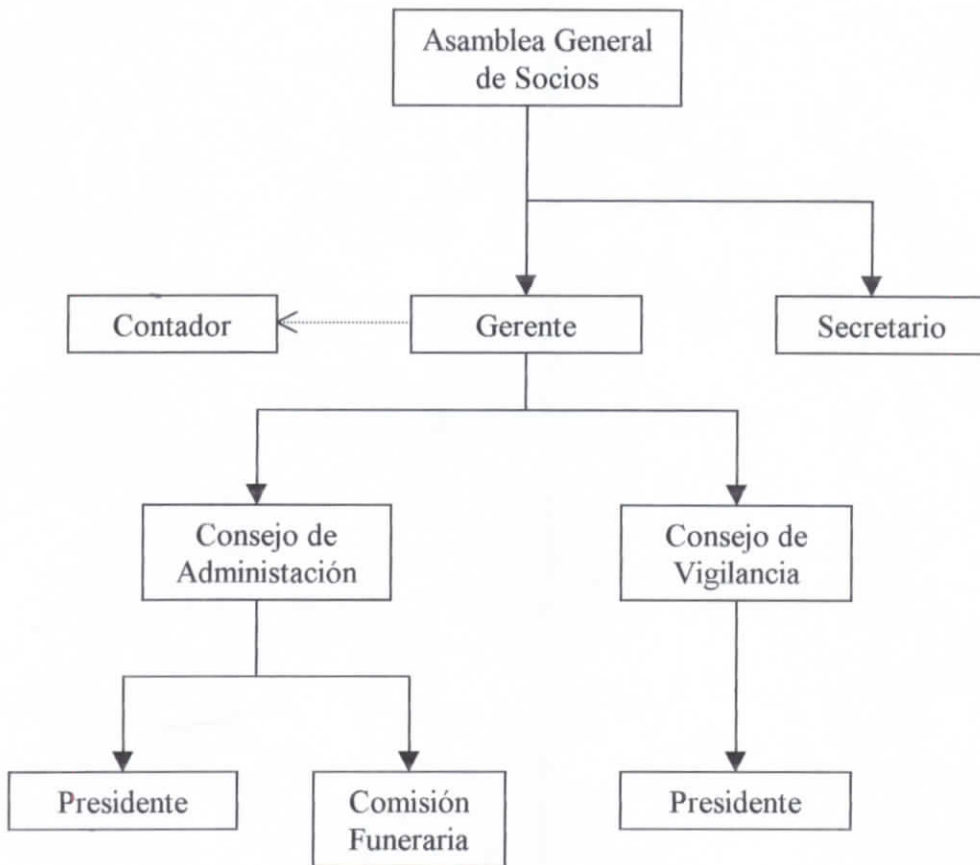 Asamblea General
de Socios
Contador
Gerente
Secretario
Consejo de
Administación
Consejo de
Vigilancia
Presidente
Comisión
Funeraria
Presidente